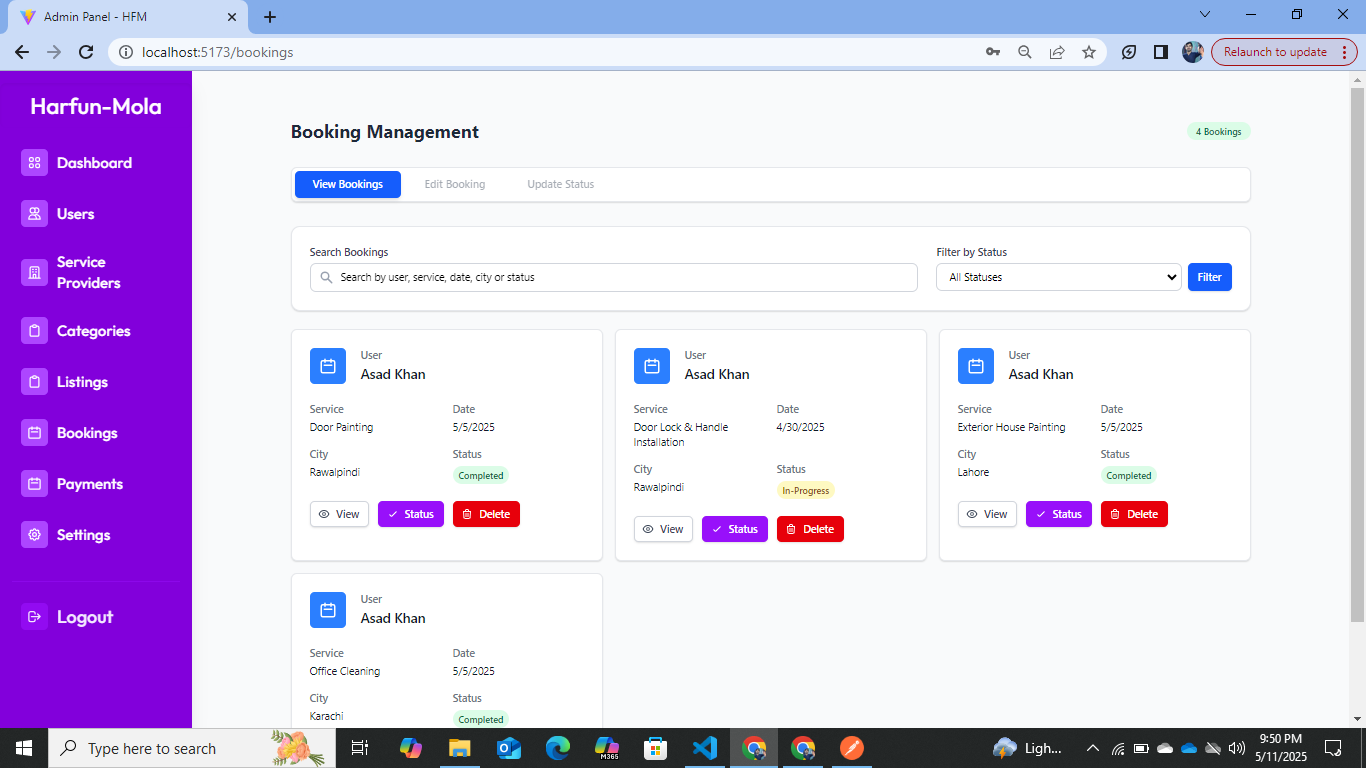 Admin Panel - HFM
localhost:5173/bookings
Relaunch to update
Harfun-Mola
Dashboard
Users
Service
Providers
Categories
Listings
Bookings
Payments
Settings
Logout
Booking Management
4 Bookings
View Bookings
Edit Booking
Update Status
Search Bookings
Search by user, service, date, city or status
Filter by Status
All Statuses
Filter
User
Asad Khan
Service
Door Painting
Date
5/5/2025
City
Rawalpindi
Status
Completed
View
Status
Delete
User
Asad Khan
Service
Door Lock & Handle
Installation
Date
4/30/2025
City
Rawalpindi
Status
In-Progress
View
Status
Delete
User
Asad Khan
Service
Exterior House Painting
Date
5/5/2025
City
Lahore
Status
Completed
View
Status
Delete
User
Asad Khan
Service
Office Cleaning
Date
5/5/2025
City
Karachi
Status
Completed
Type here to search
M365
Ligh...
9:50 PM
5/11/2025